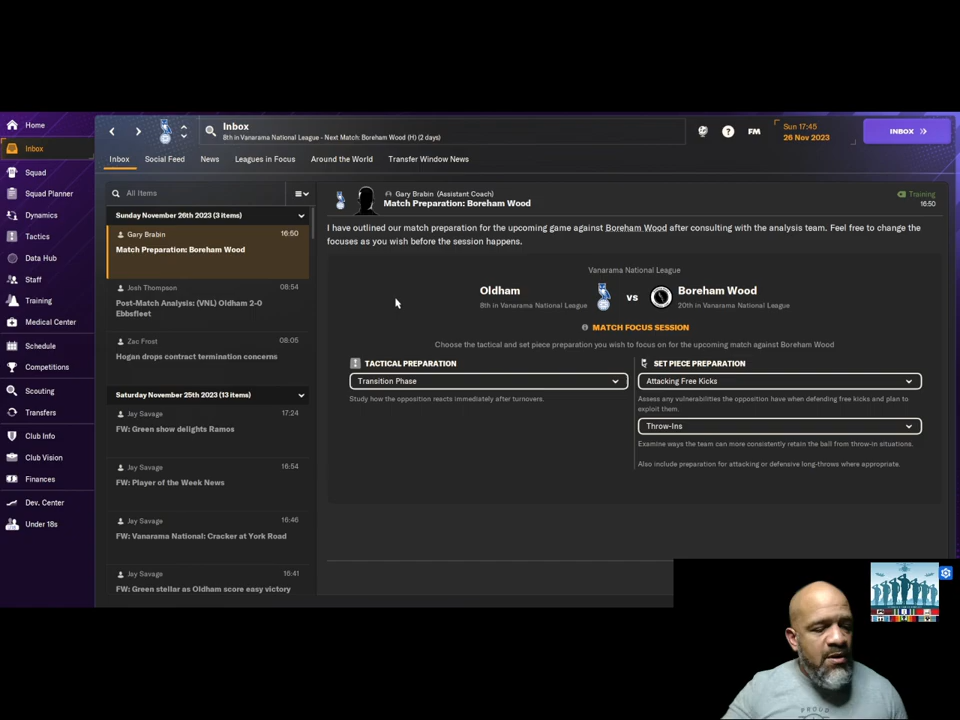 Home
Inbox
Squad
Squad Planner
Dynamics
Tactics
Data Hub
Staff
Training
Medical Center
Schedule
Competitions
Scouting
Transfers
Club Info
Club Vision
Finances
Dev. Center
Under 18s
Inbox
8th in Vanarama National League - Next Match: Boreham Wood (H) (2 days)
?
FM
Sun 17:45
26 Nov 2023
INBOX
Inbox
Social Feed
News
Leagues in Focus
Around the World
Transfer Window News
All Items
Sunday November 26th 2023 (3 items)
Gary Brabin 16:50
Match Preparation: Boreham Wood
Josh Thompson 08:54
Post-Match Analysis: (VNL) Oldham 2-0
Ebbsfleet
Zac Frost 08:05
Hogan drops contract termination concerns
Saturday November 25th 2023 (13 items)
Jay Savage 17:24
FW: Green show delights Ramos
Jay Savage 16:54
FW: Player of the Week News
Jay Savage 16:46
FW: Vanarama National: Cracker at York Road
Jay Savage 16:41
FW: Green stellar as Oldham score easy victory
Gary Brabin (Assistant Coach)
Match Preparation: Boreham Wood
Training
16:50
I have outlined our match preparation for the upcoming game against Boreham Wood after consulting with the analysis team. Feel free to change the
focuses as you wish before the session happens.
Vanarama National League
Oldham
8th in Vanarama National League
VS
Boreham Wood
20th in Vanarama National League
MATCH FOCUS SESSION
Choose the tactical and set piece preparation you wish to focus on for the upcoming match against Boreham Wood
TACTICAL PREPARATION
Transition Phase
Study how the opposition reacts immediately after turnovers.
SET PIECE PREPARATION
Attacking Free Kicks
Assess any vulnerabilities the opposition have when defending free kicks and plan to
exploit them.
Throw-Ins
Examine ways the team can more consistently retain the ball from throw-in situations.
Also include preparation for attacking or defensive long-throws where appropriate.
PROUD